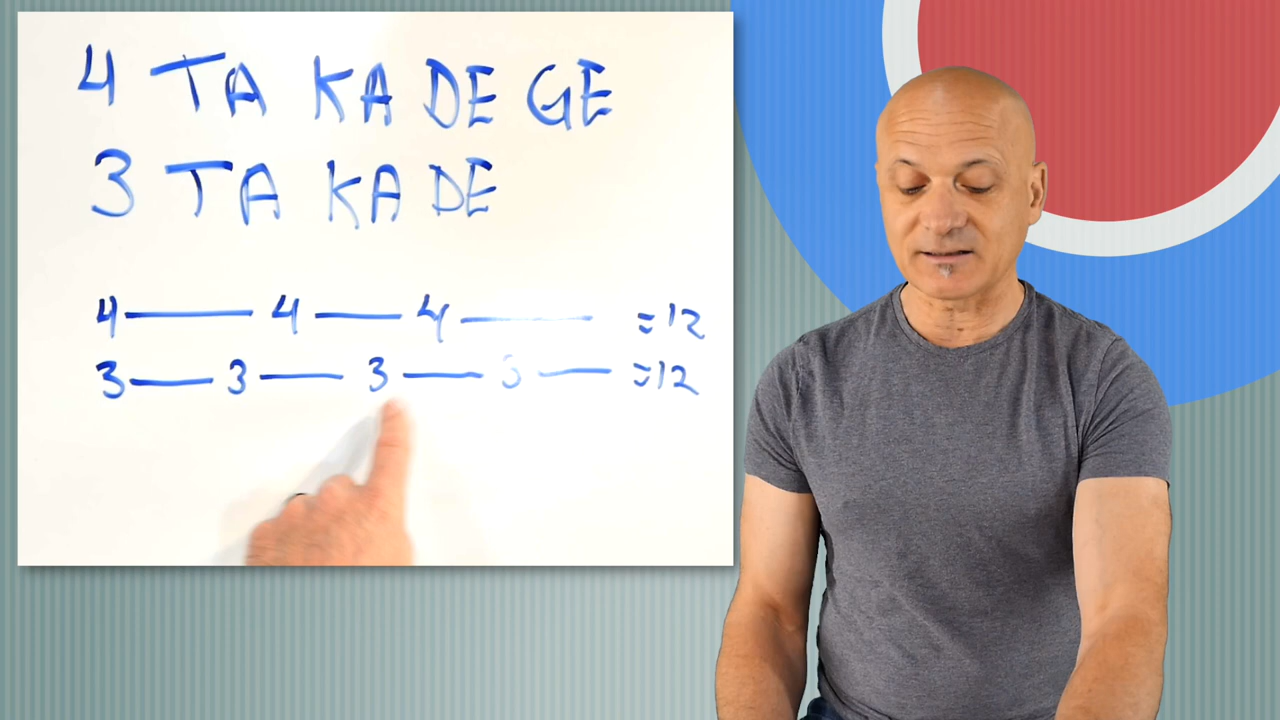 4 TA KA DE GE
3 TA KA DE
4 — 4 — 4 — = 12
3 — 3 — 3 — 3 — = 12